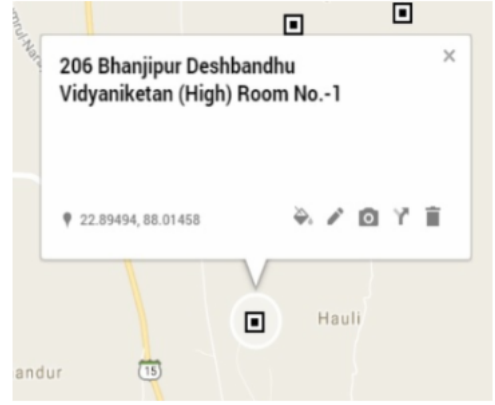 206 Bhanjipur Deshbandhu
Vidyaniketan (High) Room No.-1
22.89494, 88.01458
Hauli
andur
15